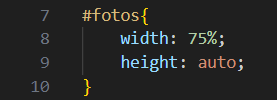 7 #fotos{
8 width: 75%;
9 height: auto;
10 }